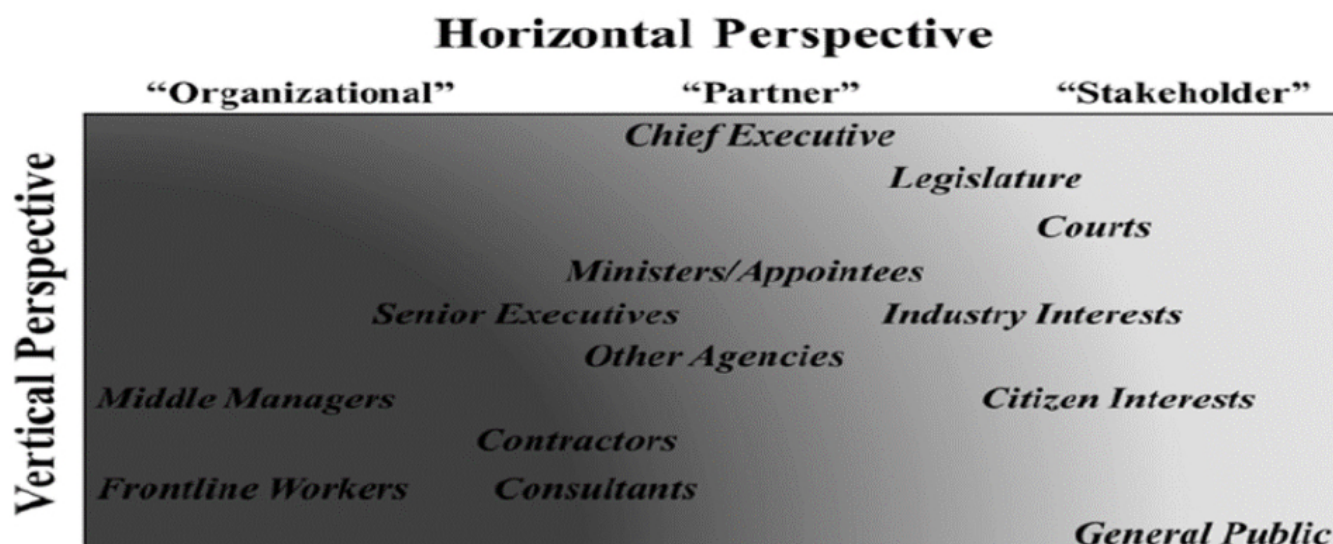 Horizontal Perspective
“Organizational” “Partner” “Stakeholder”
Vertical Perspective
Chief Executive
Legislature
Courts
Ministers/Appointees
Senior Executives Industry Interests
Other Agencies
Middle Managers Citizen Interests
Contractors
Frontline Workers Consultants
General Public